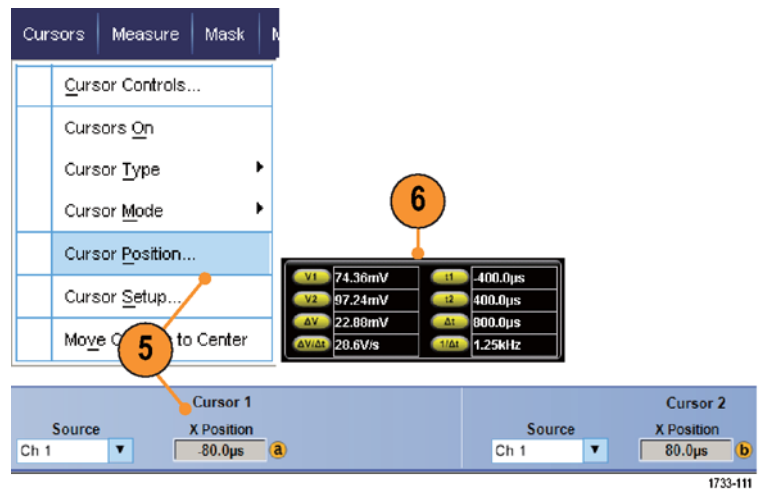 Cursors Measure Mask
Cursor Controls...
Cursors On
Cursor Type
Cursor Mode
Cursor Position...
Cursor Setup...
Move to Center
5
6
V1 74.36mV t1 -400.0µs
V2 97.24mV t2 400.0µs
ΔV 22.88mV Δt 800.0µs
ΔV/Δt 28.6V/s 1/Δt 1.25kHz
Cursor 1 Cursor 2
Source X Position Source X Position
Ch 1 -80.0µs a Ch 1 80.0µs b
1733-111